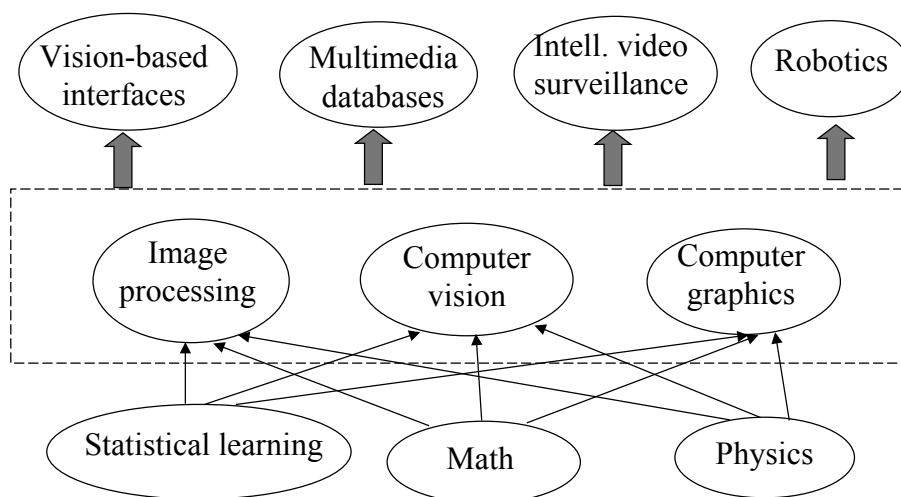 Vision-based
interfaces
Multimedia
databases
Intell. video
surveillance
Robotics
Image
processing
Computer
vision
Computer
graphics
Statistical learning
Math
Physics